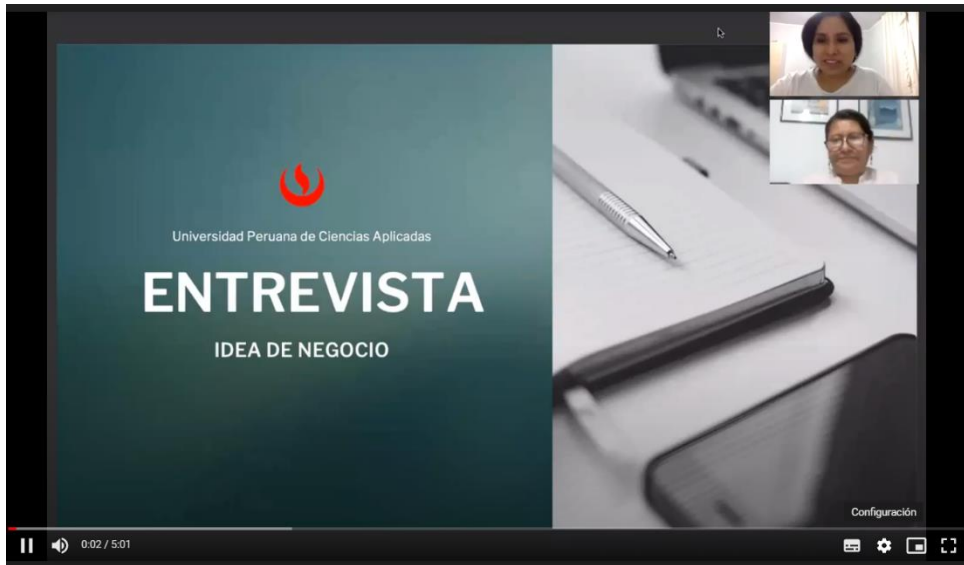 Universidad Peruana de Ciencias Aplicadas
ENTREVISTA
IDEA DE NEGOCIO
Configuración
0:02 / 5:01